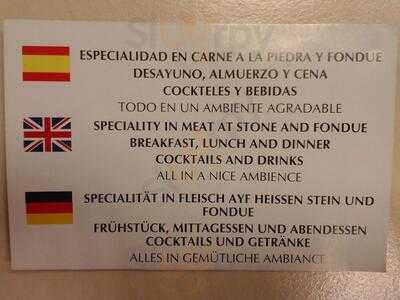 ESPECIALIDAD EN CARNE A LA PIEDRA Y FONDUE
DESAYUNO, ALMUERZO Y CENA
COCKTELES Y BEBIDAS
TODO EN UN AMBIENTE AGRADABLE
SPECIALITY IN MEAT AT STONE AND FONDUE
BREAKFAST, LUNCH AND DINNER
COCKTAILS AND DRINKS
ALL IN A NICE AMBIENCE
SPECIALITÄT IN FLEISCH AYF HEISSEN STEIN UND
FONDUE
FRÜHSTÜCK, MITTAGESSEN UND ABENDESSEN
COCKTAILS UND GETRÄNKE
ALLES IN GEMÜTLICHE AMBIANCE